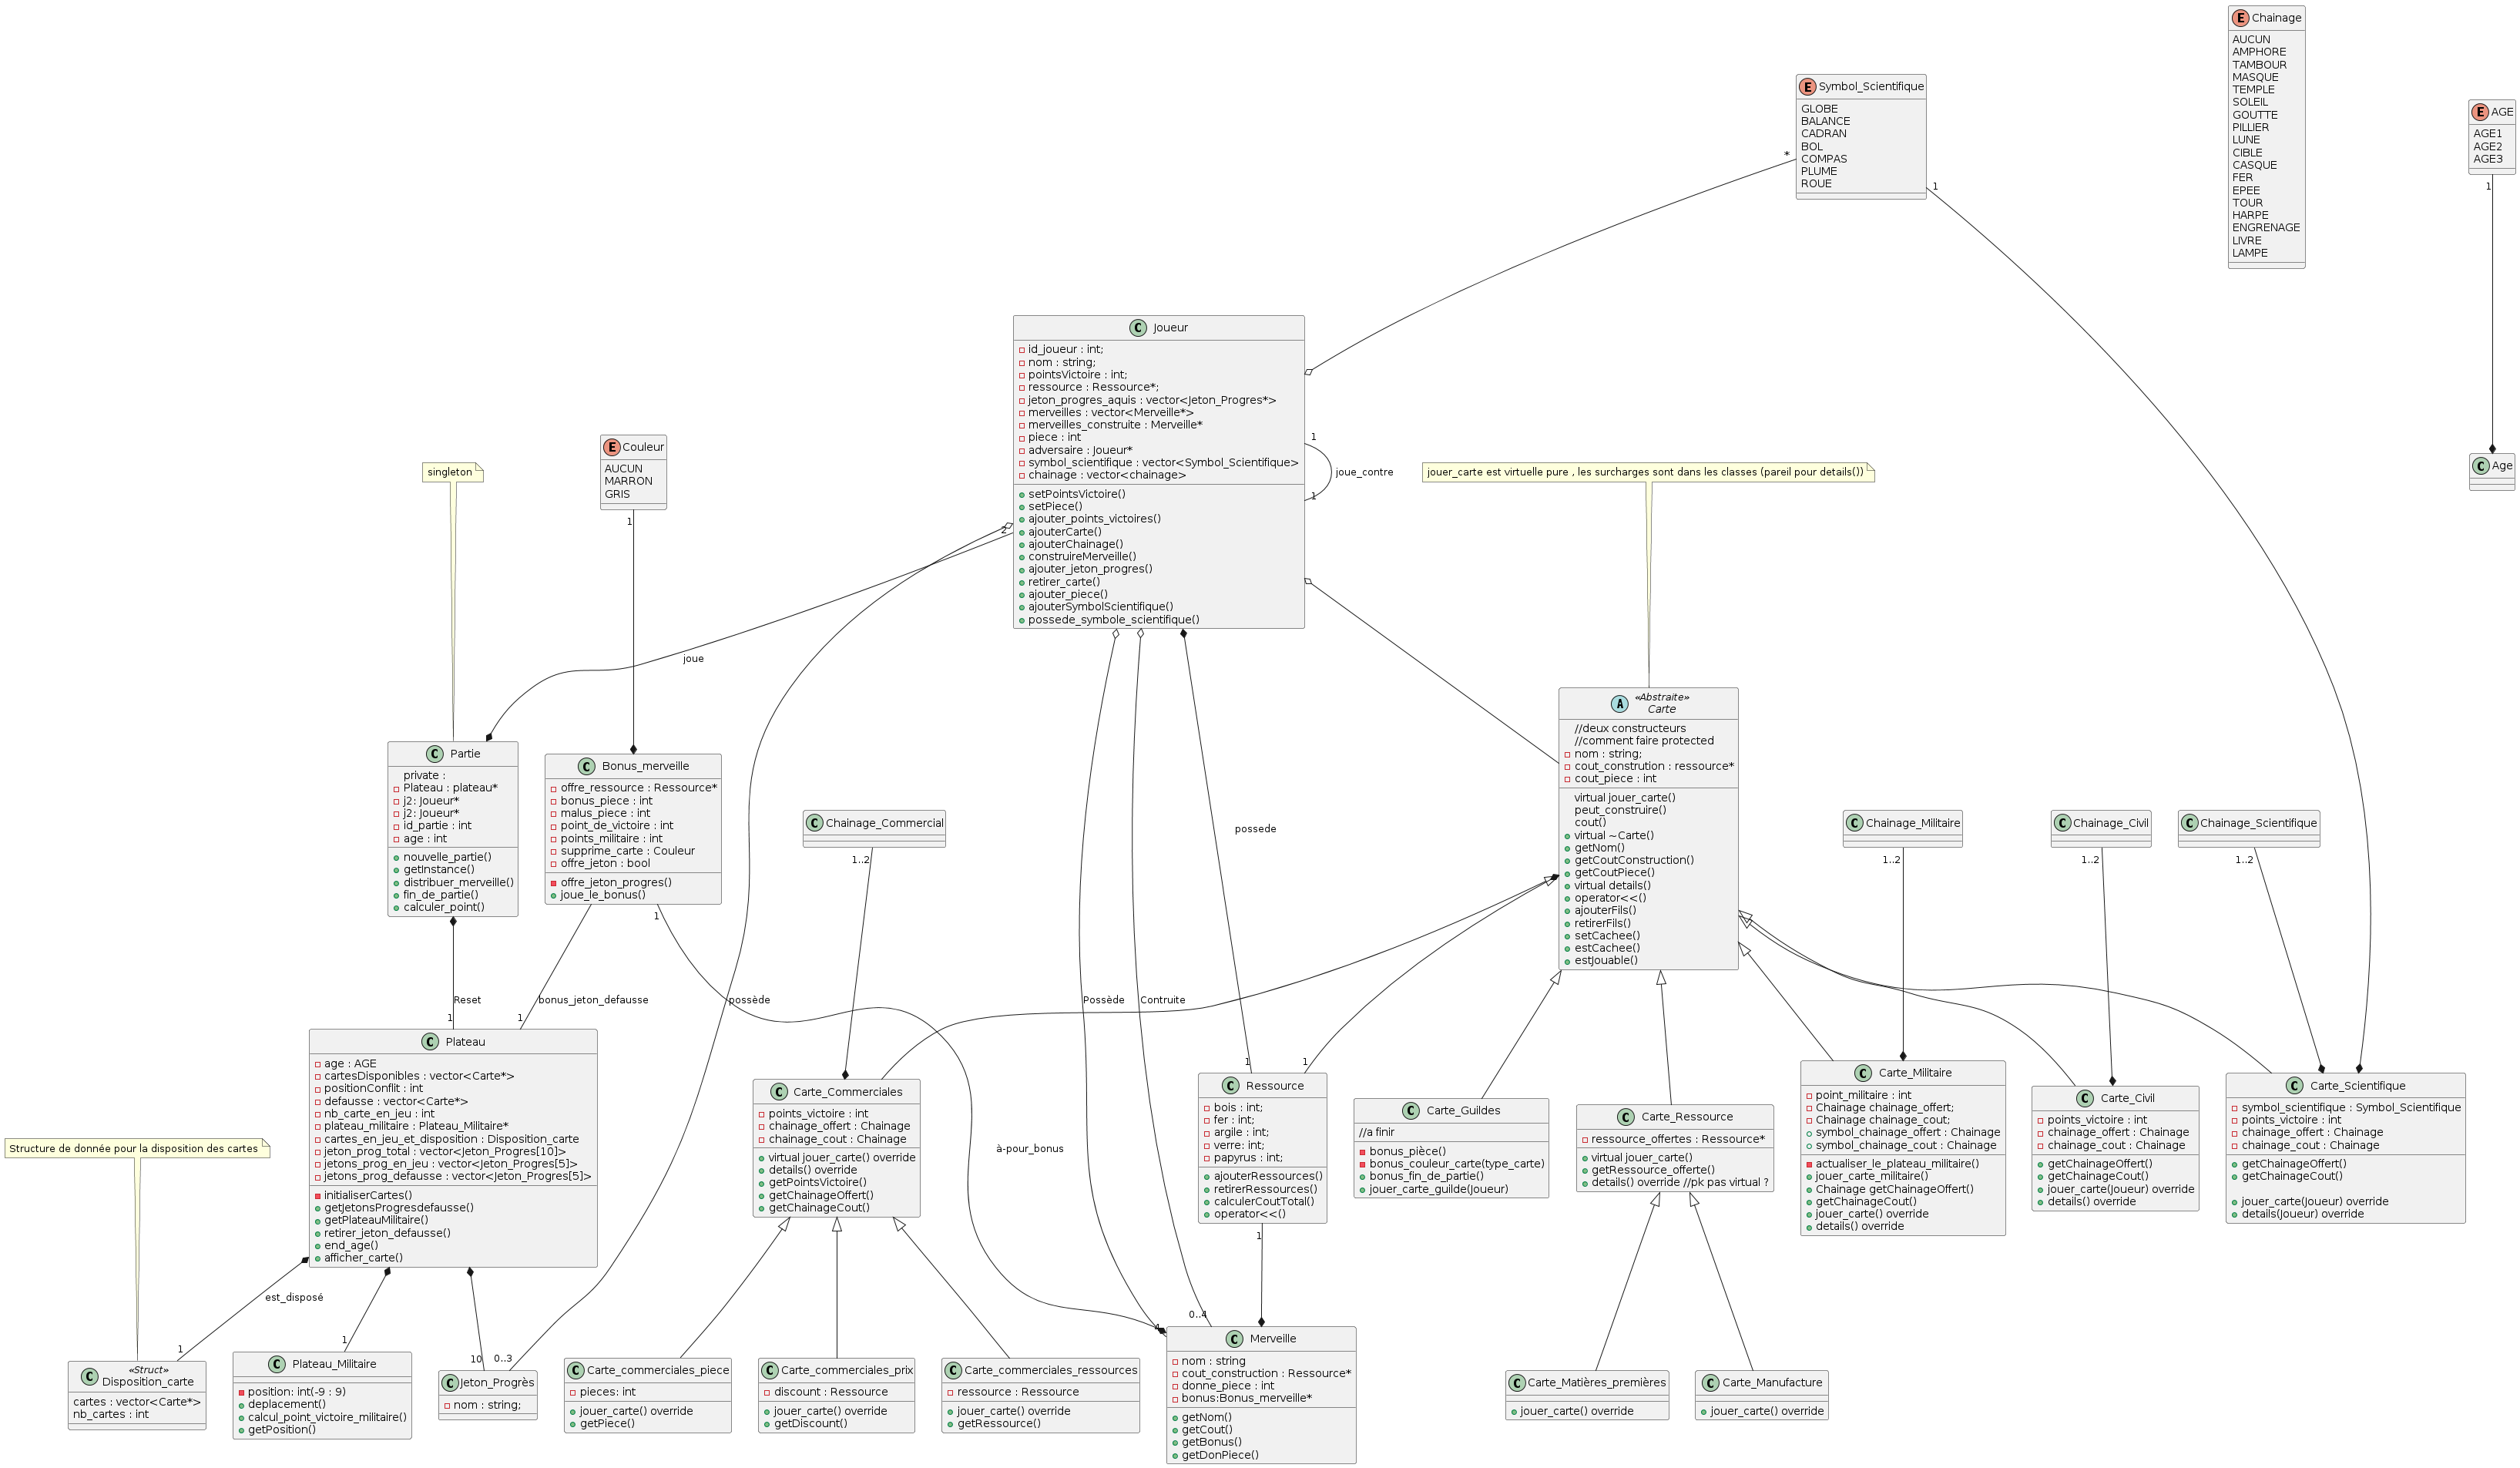 Chainage
AUCUN
AMPHORE
TAMBOUR
MASQUE
TEMPLE
SOLEIL
GOUTTE
PILLIER
LUNE
CIBLE
CASQUE
FER
EPEE
TOUR
HARPE
ENGRENAGE
LIVRE
LAMPE
Symbol_Scientifique
GLOBE
BALANCE
CADRAN
BOL
COMPAS
PLUME
ROUE
*
1
AGE
AGE1
AGE2
AGE3
1
Age
Joueur
id_joueur : int;
nom : string;
pointsVictoire : int;
ressource : Ressource*;
jeton_progres_aquis : vector<Jeton_Progres*>
merveilles : vector<Merveille*>
merveilles_construite : Merveille*
piece : int
adversaire : Joueur*
symbol_scientifique : vector<Symbol_Scientifique>
chainage : vector<chainage>
setPointsVictoire()
setPiece()
ajouter_points_victoires()
ajouterCarte()
ajouterChainage()
construireMerveille()
ajouter_jeton_progres()
retirer_carte()
ajouter_piece()
ajouterSymbolScientifique()
possede_symbole_scientifique()
1
joue_contre
1
2
joue
Couleur
AUCUN
MARRON
GRIS
1
singleton
jouer_carte est virtuelle pure , les surcharges sont dans les classes (pareil pour details())
Partie
private :
Plateau : plateau*
j2: Joueur*
j2: Joueur*
id_partie : int
age : int
nouvelle_partie()
getInstance()
distribuer_merveille()
fin_de_partie()
calculer_point()
Bonus_merveille
offre_ressource : Ressource*
bonus_piece : int
malus_piece : int
point_de_victoire : int
points_militaire : int
supprime_carte : Couleur
offre_jeton : bool
offre_jeton_progres()
joue_le_bonus()
1
«Abstraite»
Carte
//deux constructeurs
//comment faire protected
nom : string;
cout_constrution : ressource*
cout_piece : int
virtual jouer_carte()
peut_construire()
cout()
virtual ~Carte()
getNom()
getCoutConstruction()
getCoutPiece()
virtual details()
operator<<()
ajouterFils()
retirerFils()
setCachee()
estCachee()
estJouable()
Chainage_Commercial
1..2
Chainage_Militaire
1..2
Chainage_Civil
1..2
Chainage_Scientifique
1..2
possede
Reset
1
bonus_jeton_defausse
1
possède
Possède
Contruite
à-pour_bonus
1
1
Plateau
age : AGE
cartesDisponibles : vector<Carte*>
positionConflit : int
defausse : vector<Carte*>
nb_carte_en_jeu : int
plateau_militaire : Plateau_Militaire*
cartes_en_jeu_et_disposition : Disposition_carte
jeton_prog_total : vector<Jeton_Progres[10]>
jetons_prog_en_jeu : vector<Jeton_Progres[5]>
jetons_prog_defausse : vector<Jeton_Progres[5]>
initialiserCartes()
getJetonsProgresdefausse()
getPlateauMilitaire()
retirer_jeton_defausse()
end_age()
afficher_carte()
Structure de donnée pour la disposition des cartes
Carte_Commerciales
points_victoire : int
chainage_offert : Chainage
chainage_cout : Chainage
virtual jouer_carte() override
details() override
getPointsVictoire()
getChainageOffert()
getChainageCout()
Ressource
bois : int;
fer : int;
argile : int;
verre: int;
papyrus : int;
ajouterRessources()
retirerRessources()
calculerCoutTotal()
operator<<()
1
Carte_Guildes
//a finir
bonus_pièce()
bonus_couleur_carte(type_carte)
bonus_fin_de_partie()
jouer_carte_guilde(Joueur)
Carte_Ressource
ressource_offertes : Ressource*
virtual jouer_carte()
getRessource_offerte()
details() override //pk pas virtual ?
Carte_Militaire
point_militaire : int
Chainage chainage_offert;
Chainage chainage_cout;
symbol_chainage_offert : Chainage
symbol_chainage_cout : Chainage
actualiser_le_plateau_militaire()
jouer_carte_militaire()
Chainage getChainageOffert()
getChainageCout()
jouer_carte() override
details() override
Carte_Civil
points_victoire : int
chainage_offert : Chainage
chainage_cout : Chainage
getChainageOffert()
getChainageCout()
jouer_carte(Joueur) override
details() override
Carte_Scientifique
symbol_scientifique : Symbol_Scientifique
points_victoire : int
chainage_offert : Chainage
chainage_cout : Chainage
getChainageOffert()
getChainageCout()
jouer_carte(Joueur) override
details(Joueur) override
est_disposé
1
1
10
0..3
4
0..4
«Struct»
Disposition_carte
cartes : vector<Carte*>
nb_cartes : int
Plateau_Militaire
position: int(-9 : 9)
deplacement()
calcul_point_victoire_militaire()
getPosition()
Jeton_Progrès
nom : string;
Carte_commerciales_piece
pieces: int
jouer_carte() override
getPiece()
Carte_commerciales_prix
discount : Ressource
jouer_carte() override
getDiscount()
Carte_commerciales_ressources
ressource : Ressource
jouer_carte() override
getRessource()
Merveille
nom : string
cout_construction : Ressource*
donne_piece : int
bonus:Bonus_merveille*
getNom()
getCout()
getBonus()
getDonPiece()
Carte_Matières_premières
jouer_carte() override
Carte_Manufacture
jouer_carte() override